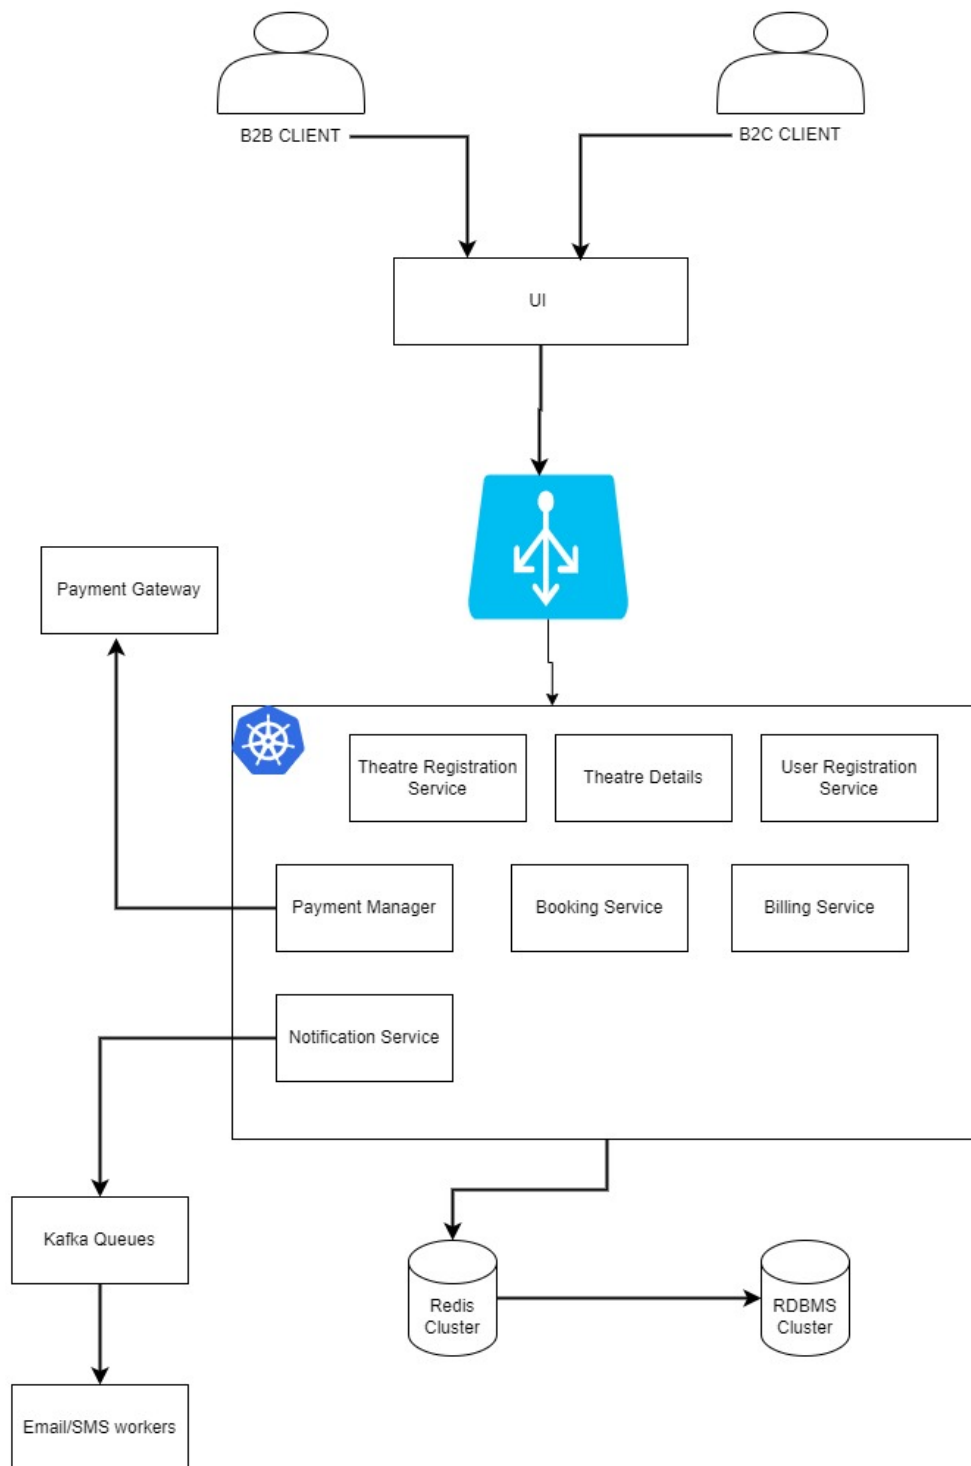 B2B CLIENT
B2C CLIENT
UI
Payment Gateway
Theatre Registration
Service
Theatre Details
User Registration
Service
Payment Manager
Booking Service
Billing Service
Notification Service
Kafka Queues
Redis
Cluster
RDBMS
Cluster
Email/SMS workers